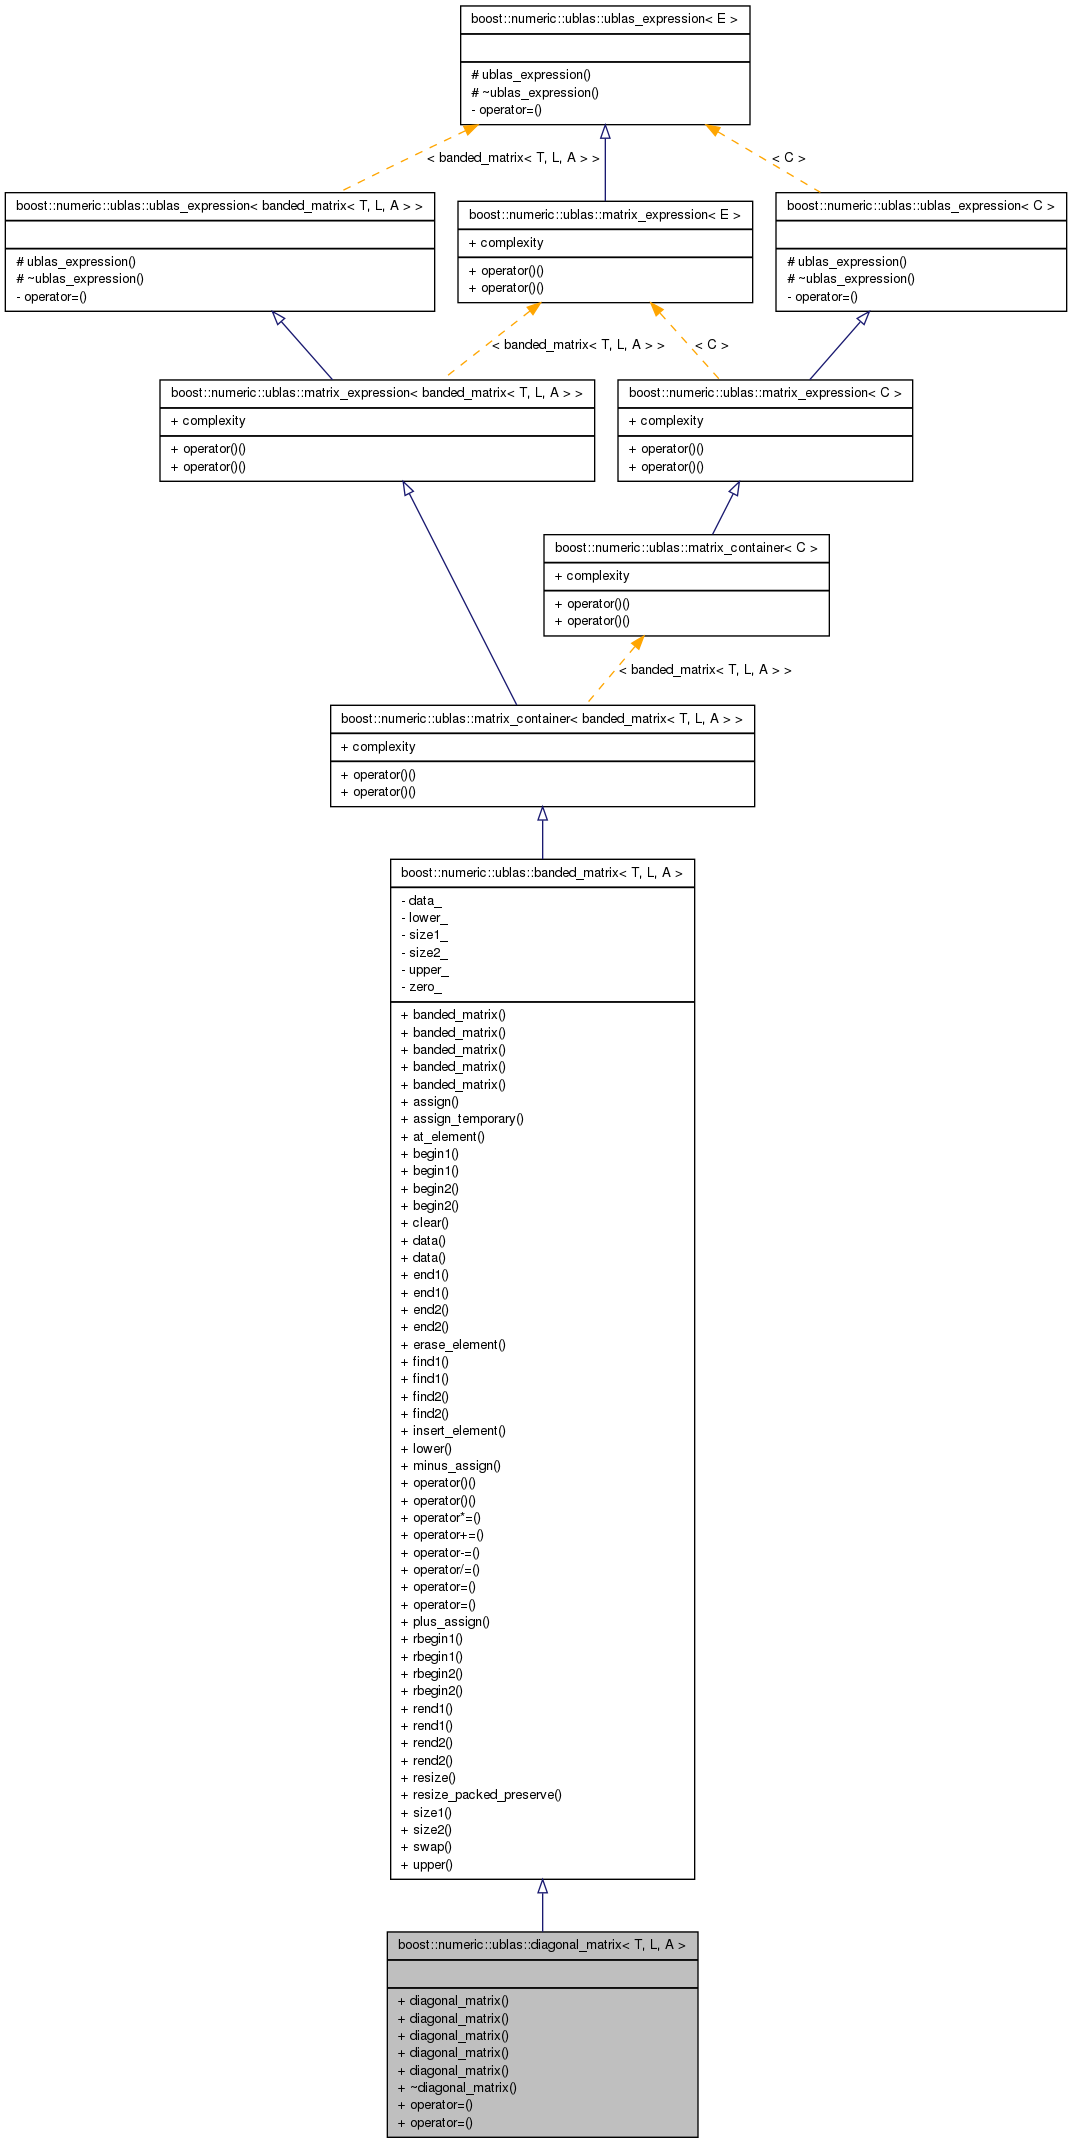 boost::numeric::ublas::ublas_expression< E >
# ublas_expression()
# ~ublas_expression()
- operator=()
< banded_matrix< T, L, A > >
< C >
boost::numeric::ublas::ublas_expression< banded_matrix< T, L, A > >
# ublas_expression()
# ~ublas_expression()
- operator=()
boost::numeric::ublas::matrix_expression< E >
+ complexity
+ operator()()
+ operator()()
boost::numeric::ublas::ublas_expression< C >
# ublas_expression()
# ~ublas_expression()
- operator=()
< banded_matrix< T, L, A > >
< C >
boost::numeric::ublas::matrix_expression< banded_matrix< T, L, A > >
+ complexity
+ operator()()
+ operator()()
boost::numeric::ublas::matrix_expression< C >
+ complexity
+ operator()()
+ operator()()
boost::numeric::ublas::matrix_container< C >
+ complexity
+ operator()()
+ operator()()
< banded_matrix< T, L, A > >
boost::numeric::ublas::matrix_container< banded_matrix< T, L, A > >
+ complexity
+ operator()()
+ operator()()
boost::numeric::ublas::banded_matrix< T, L, A >
- data_
- lower_
- size1_
- size2_
- upper_
- zero_
+ banded_matrix()
+ banded_matrix()
+ banded_matrix()
+ banded_matrix()
+ banded_matrix()
+ assign()
+ assign_temporary()
+ at_element()
+ begin1()
+ begin1()
+ begin2()
+ begin2()
+ clear()
+ data()
+ data()
+ end1()
+ end1()
+ end2()
+ end2()
+ erase_element()
+ find1()
+ find1()
+ find2()
+ find2()
+ insert_element()
+ lower()
+ minus_assign()
+ operator()()
+ operator()()
+ operator*=()
+ operator+=()
+ operator-=()
+ operator/=()
+ operator=()
+ operator=()
+ plus_assign()
+ rbegin1()
+ rbegin1()
+ rbegin2()
+ rbegin2()
+ rend1()
+ rend1()
+ rend2()
+ rend2()
+ resize()
+ resize_packed_preserve()
+ size1()
+ size2()
+ swap()
+ upper()
boost::numeric::ublas::diagonal_matrix< T, L, A >
+ diagonal_matrix()
+ diagonal_matrix()
+ diagonal_matrix()
+ diagonal_matrix()
+ diagonal_matrix()
+ ~diagonal_matrix()
+ operator=()
+ operator=()